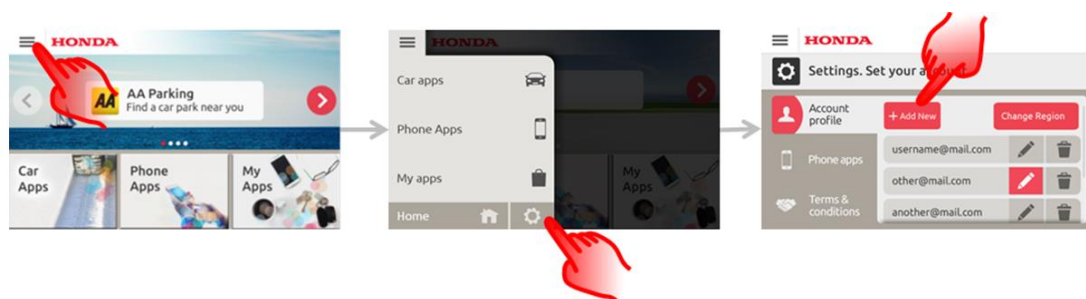 HONDA
AA
AA Parking
Find a car park near you
Car
Apps
Phone
Apps
My
Apps
HONDA
Car apps
Phone Apps
My apps
Home
My
Apps
HONDA
Settings. Set your account
Account
profile
+ Add New
Change Region
Phone apps
username@mail.com
other@mail.com
Terms &
conditions
another@mail.com